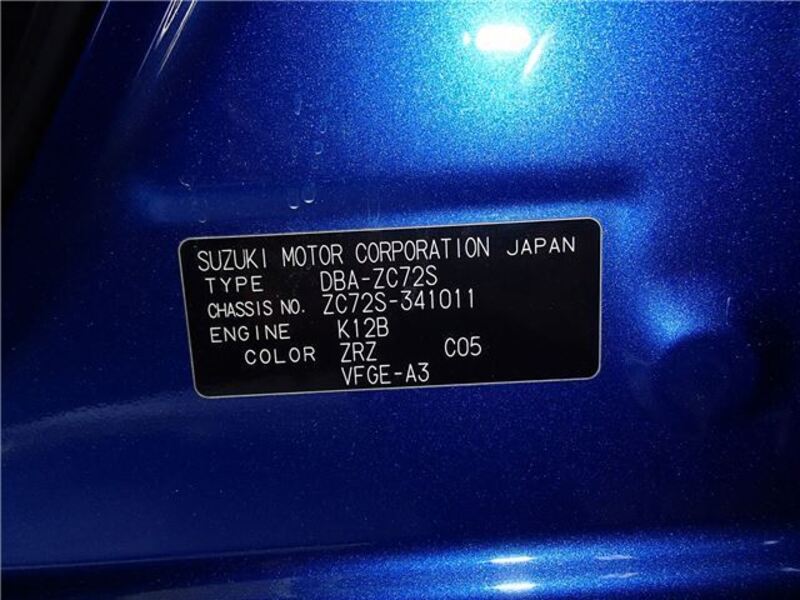 SUZUKI MOTOR CORPORATION JAPAN
TYPE DBA-ZC72S
CHASSIS NO. ZC72S-341011
ENGINE K12B
COLOR ZRZ C05
VFGE-A3